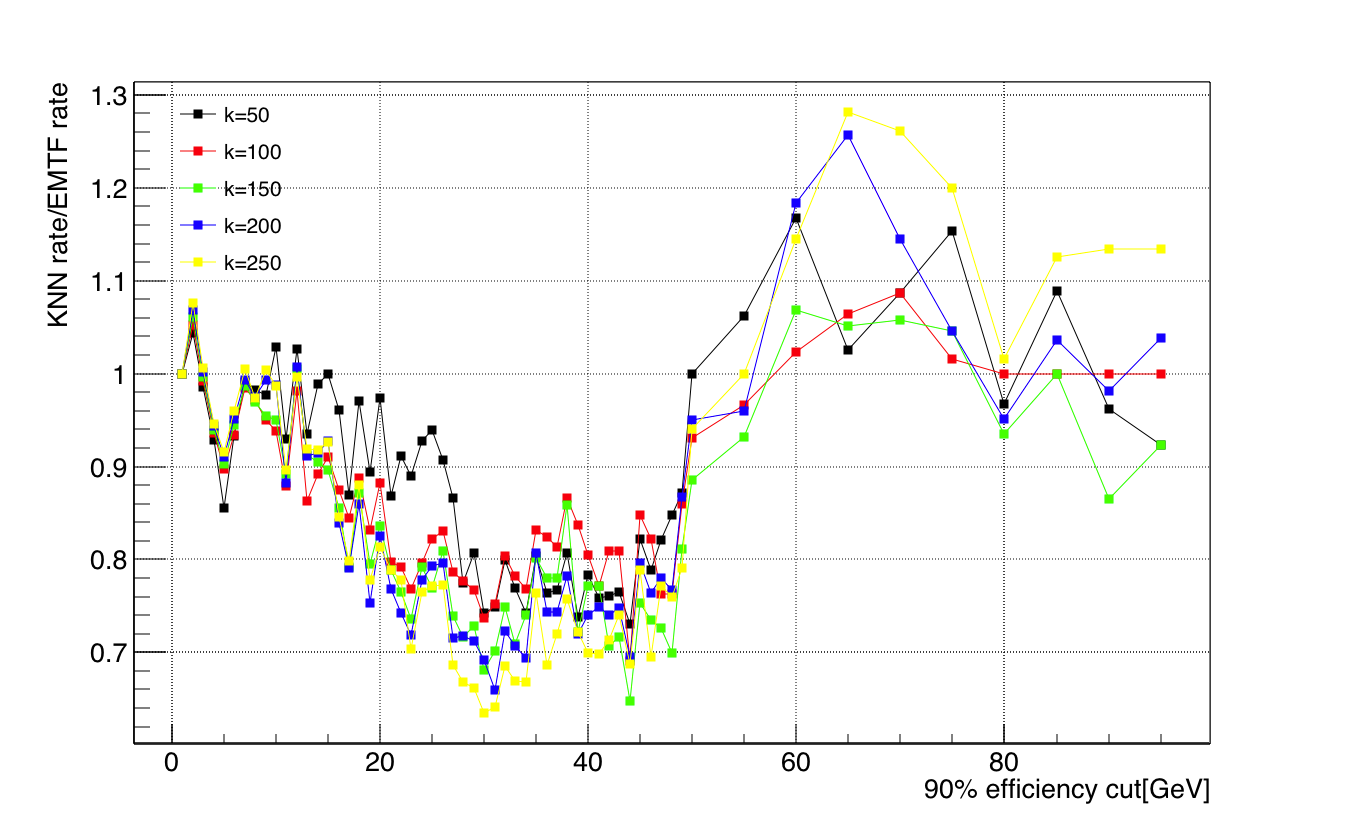 KNN rate/EMTF rate
1.3
1.2
1.1
1
0.9
0.8
0.7
k=50
k=100
k=150
k=200
k=250
0 20 40 60 80
90% efficiency cut[GeV]